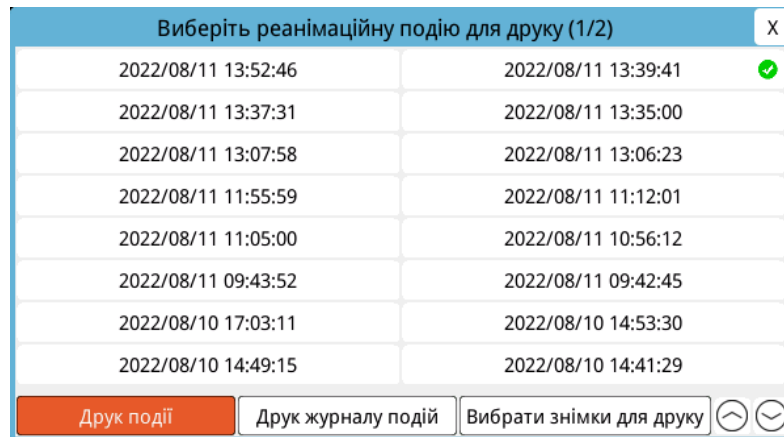 Виберіть реанімаційну подію для друку (1/2) X
2022/08/11 13:52:46 2022/08/11 13:39:41
2022/08/11 13:37:31 2022/08/11 13:35:00
2022/08/11 13:07:58 2022/08/11 13:06:23
2022/08/11 11:55:59 2022/08/11 11:12:01
2022/08/11 11:05:00 2022/08/11 10:56:12
2022/08/11 09:43:52 2022/08/11 09:42:45
2022/08/10 17:03:11 2022/08/10 14:53:30
2022/08/10 14:49:15 2022/08/10 14:41:29
Друк події Друк журналу подій Вибрати знімки для друку